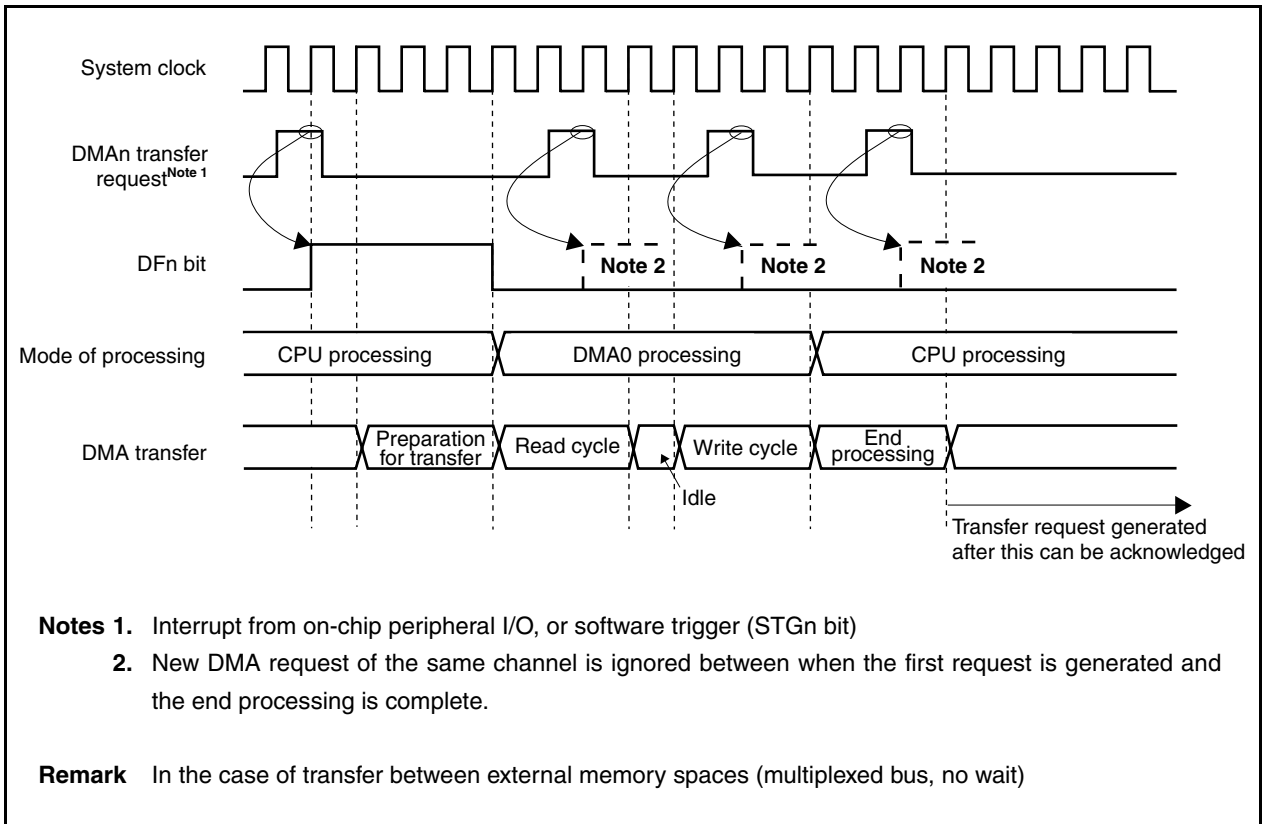 System clock
DMAn transfer
requestNote 1
DFn bit
Note 2
Note 2
Note 2
Mode of processing
CPU processing
DMA0 processing
CPU processing
DMA transfer
Preparation
for transfer
Read cycle
Idle
Write cycle
End
processing
Transfer request generated
after this can be acknowledged
Notes 1. Interrupt from on-chip peripheral I/O, or software trigger (STGn bit)
2. New DMA request of the same channel is ignored between when the first request is generated and
the end processing is complete.
Remark In the case of transfer between external memory spaces (multiplexed bus, no wait)